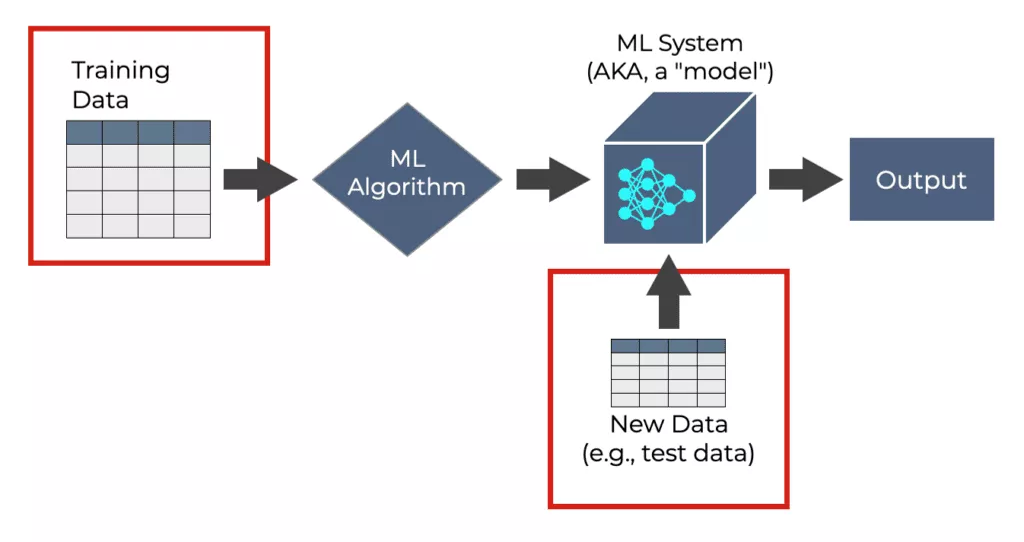 Training
Data
ML
Algorithm
ML System
(AKA, a "model")
Output
New Data
(e.g., test data)